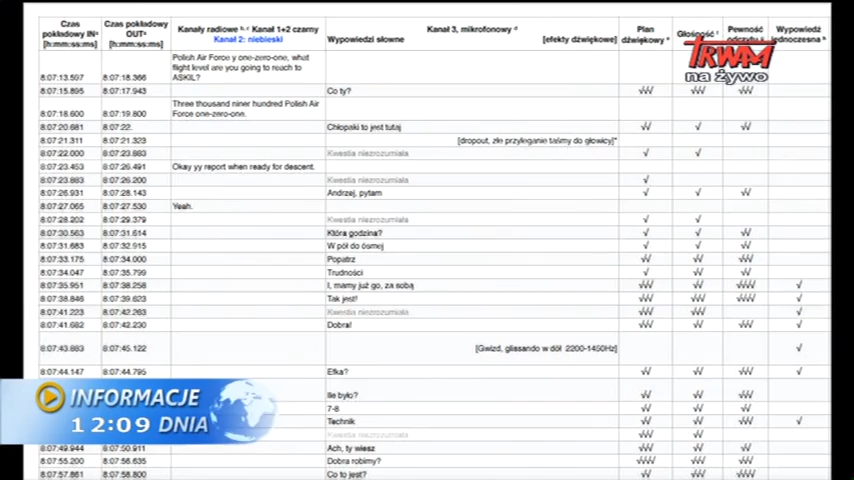 Czas Czas pokładowy Kanały radiowe ᵇ·ᶜ Kanał 1+2 czarny Kanał 3, mikrofonowy ᵈ Plan Głośność ᶠ Pewność Wypowiedź
pokładowy INᵃ OUTᵃ Kanał 2: niebieski Wypowiedzi słowne [efekty dźwiękowe] dźwiękowy ᵉ odczytu jednoczesna ʰ
[h:mm:ss:ms] [h:mm:ss:ms]
TRWAM
na żywo
Polish Air Force y one-zero-one, what
flight level are you going to reach to
8:07:13.597 8:07:18.366 ASKIL?
8:07:15.895 8:07:17.943 Co ty? √√√ √√√ √√√
Three thousand niner hundred Polish Air
8:07:18.600 8:07:19.800 Force one-zero-one.
8:07:20.681 8:07:22. Chłopaki to jest tutaj √√ √ √√
8:07:21.311 8:07:21.323 [dropout, złe przyleganie taśmy do głowicy]*
8:07:22.000 8:07:23.883 Kwestia niezrozumiała √ √
8:07:23.453 8:07:26.491 Okay yy report when ready for descent.
8:07:23.883 8:07:26.200 Kwestia niezrozumiała √
8:07:26.931 8:07:28.143 Andrzej, pytam √ √ √√
8:07:27.065 8:07:27.530 Yeah.
8:07:28.202 8:07:29.379 Kwestia niezrozumiała √ √
8:07:30.563 8:07:31.614 Która godzina? √ √ √√
8:07:31.683 8:07:32.915 W pół do ósmej √ √ √√
8:07:33.175 8:07:34.000 Popatrz √√ √√ √√√
8:07:34.047 8:07:35.799 Trudności √ √√ √√
8:07:35.951 8:07:38.258 I, mamy już go, za sobą √√√ √√ √√√√ √
8:07:38.846 8:07:39.623 Tak jest! √√√ √√√ √√√√ √
8:07:41.223 8:07:42.263 Kwestia niezrozumiała √√√ √√√ √
8:07:41.682 8:07:42.230 Dobra! √√√ √√ √√√ √
8:07:43.883 8:07:45.122 [Gwizd, glissando w dół 2200-1450Hz] √
8:07:44.147 8:07:44.795 Efka? √√ √√ √√√ √
Ile było? √√ √√ √√√
7-8 √√ √√ √√
Technik √√ √√ √√√ √
Kwestia niezrozumiała √√√ √√
8:07:49.944 8:07:50.911 Ach, ty wiesz √√√ √√ √√
8:07:55.200 8:07:56.635 Dobra robimy? √√√√ √√√ √√√
8:07:57.861 8:07:58.800 Co to jest? √√ √√√ √√√√
INFORMACJE
12:09 DNIA